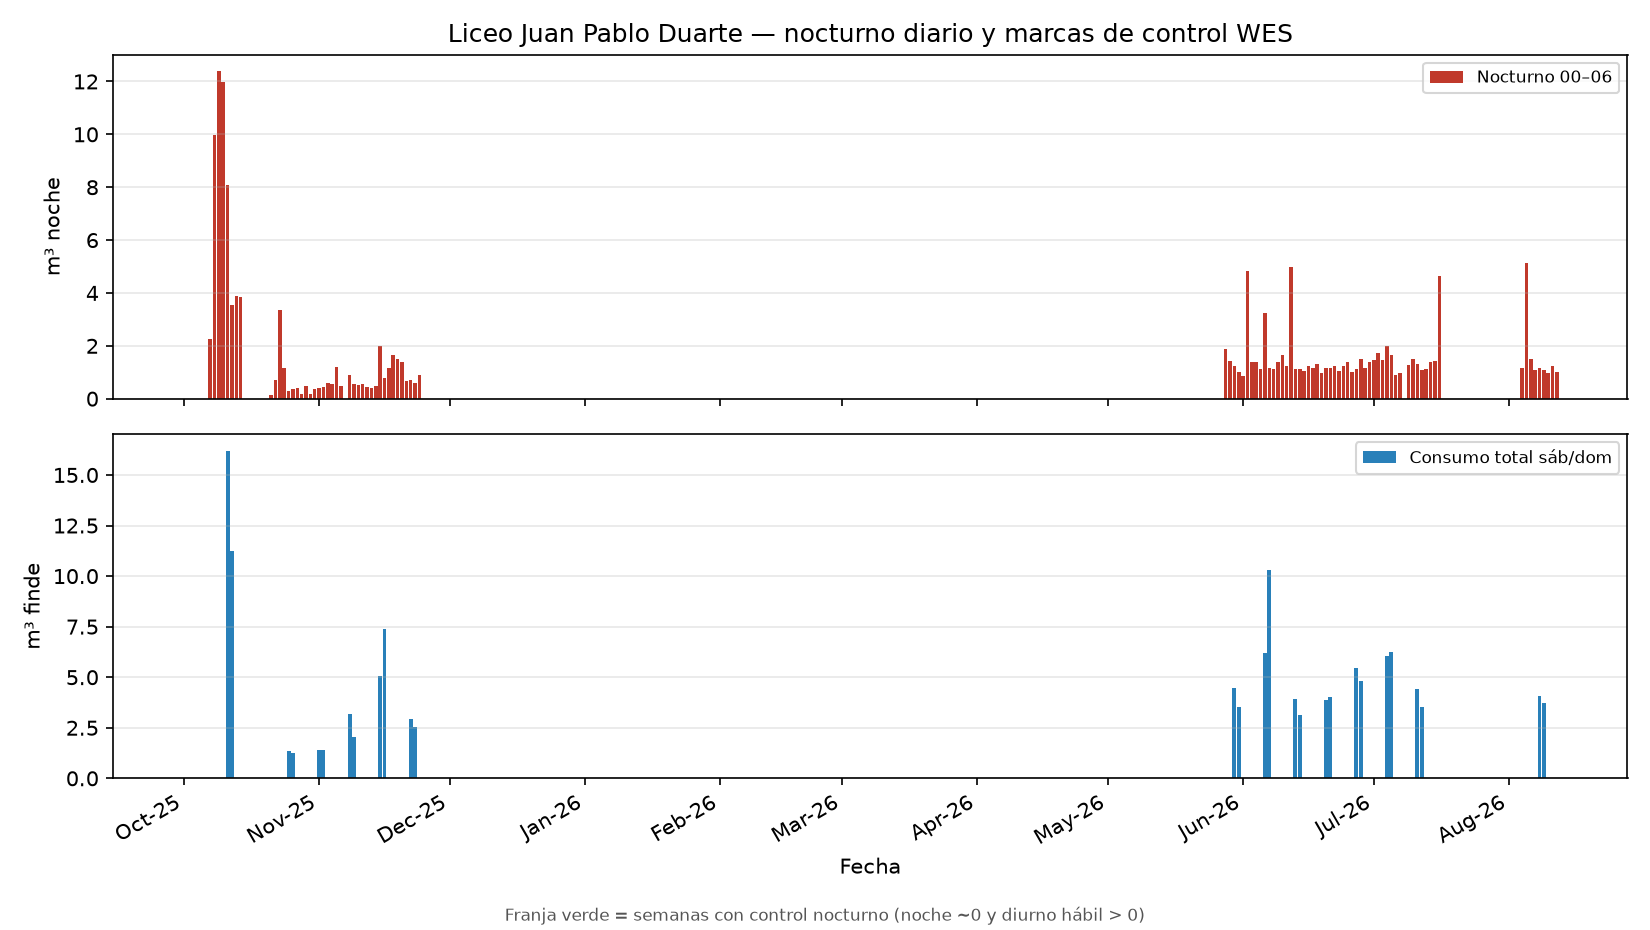 Liceo Juan Pablo Duarte — nocturno diario y marcas de control WES
Nocturno 00–06
m³ noche
12
10
8
6
4
2
0
Consumo total sáb/dom
m³ finde
15.0
12.5
10.0
7.5
5.0
2.5
0.0
Oct-25
Nov-25
Dec-25
Jan-26
Feb-26
Mar-26
Apr-26
May-26
Jun-26
Jul-26
Aug-26
Fecha
Franja verde = semanas con control nocturno (noche ~0 y diurno hábil > 0)